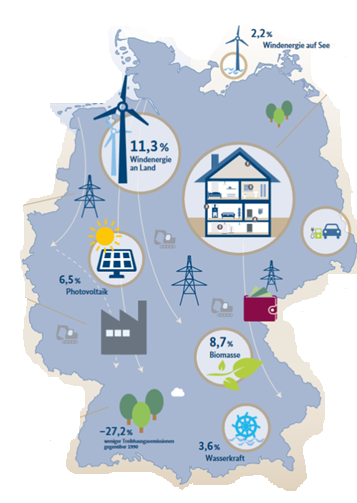 2,2%
Windenergie auf See
11,3 %
Windenergie
an Land
6,5%
Photovoltaik
8,7%
Biomasse
−27,2%
weniger Treibhausgasemissionen
gegenüber 1990
3,6%
Wasserkraft